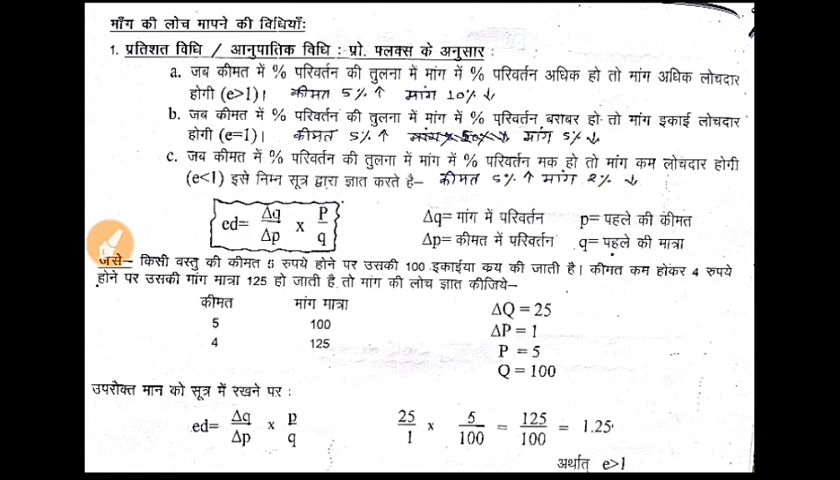 माँग की लोच मापने की विधियाँः
1. प्रतिशत विधि / आनुपातिक विधि : प्रो. फ्लक्स के अनुसार :
a. जब कीमत में % परिवर्तन की तुलना में मांग में % परिवर्तन अधिक हो तो मांग अधिक लोचदार
होगी (e>1)। कीमत 5% ↑ मांग 10% ↓
b. जब कीमत में % परिवर्तन की तुलना में मांग में % परिवर्तन बराबर हो तो मांग इकाई लोचदार
होगी (e=1)। कीमत 5% ↑ मांग 5% ↓
c. जब कीमत में % परिवर्तन की तुलना में मांग में % परिवर्तन मक हो तो मांग कम लोचदार होगी
(e<1) इसे निम्न सूत्र द्वारा ज्ञात करते है– कीमत 5% ↑ मांग 2% ↓
ed= Δq/Δp x P/q
Δq= मांग में परिवर्तन p= पहले की कीमत
Δp= कीमत में परिवर्तन q= पहले की मात्रा
जैसे– किसी वस्तु की कीमत 5 रुपये होने पर उसकी 100 इकाईया क्रय की जाती है। कीमत कम होकर 4 रुपये
होने पर उसकी मांग मात्रा 125 हो जाती है तो मांग की लोच ज्ञात कीजिये–
कीमत मांग मात्रा
5 100
4 125
ΔQ = 25
ΔP = 1
P = 5
Q = 100
उपरोक्त मान को सूत्र में रखने पर :
ed= Δq/Δp x p/q 25/1 x 5/100 = 125/100 = 1.25
अर्थात् e>1